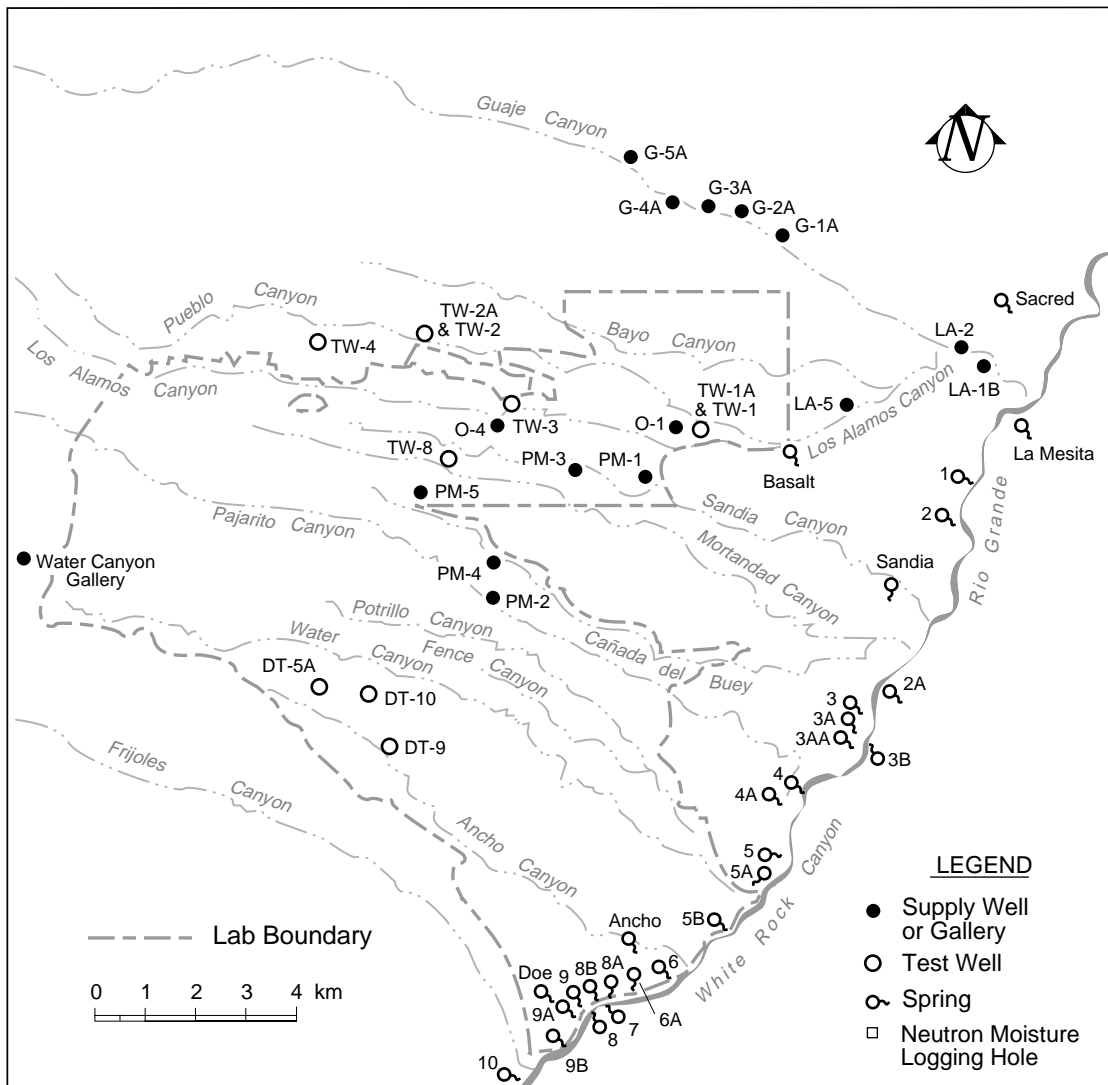 Guaje Canyon
N
G-5A
G-3A
G-4A
G-2A
G-1A
Pueblo Canyon
TW-2A
& TW-2
Sacred
Bayo Canyon
LA-2
TW-4
Los Alamos Canyon
TW-1A
& TW-1
LA-5
LA-1B
Los Alamos Canyon
O-4
TW-3
O-1
La Mesita
TW-8
PM-3
PM-1
Basalt
1
PM-5
2
Pajarito Canyon
Sandia Canyon
Mortandad Canyon
Rio Grande
Water Canyon
Gallery
PM-4
Sandia
PM-2
Potrillo Canyon
Water Canyon
Fence Canyon
Cañada del Buey
DT-5A
DT-10
2A
3
3A
3AA
3B
DT-9
Frijoles Canyon
4
4A
Ancho Canyon
5
5A
White Rock Canyon
5B
Ancho
Lab Boundary
Doe
9
8B
8A
6
9A
6A
7
8
9B
10
0 1 2 3 4 km
LEGEND
Supply Well
or Gallery
Test Well
Spring
Neutron Moisture
Logging Hole